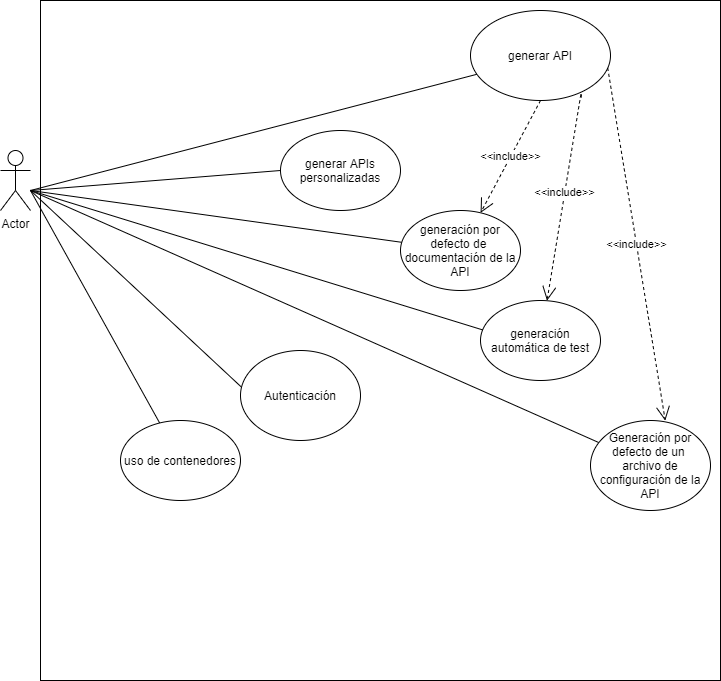 generar API
<<include>>
generar APIs
personalizadas
<<include>>
Actor
generación por
defecto de
documentación de la
API
<<include>>
generación
automática de test
Autenticación
uso de contenedores
Generación por
defecto de un
archivo de
configuración de la
API